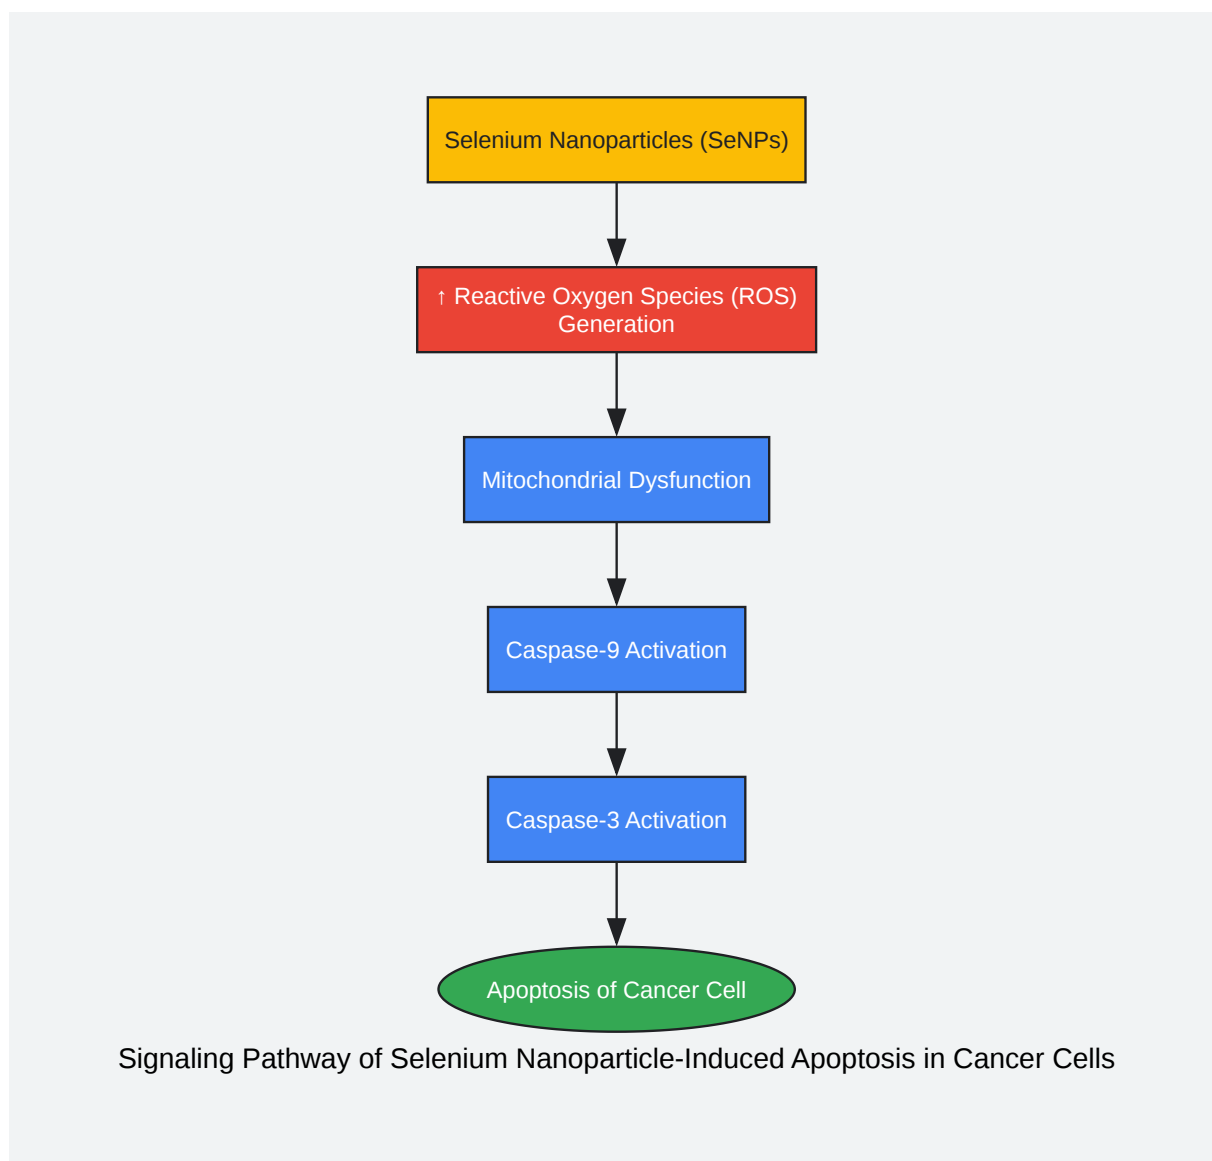 Selenium Nanoparticles (SeNPs)
↑ Reactive Oxygen Species (ROS)
Generation
Mitochondrial Dysfunction
Caspase-9 Activation
Caspase-3 Activation
Apoptosis of Cancer Cell
Signaling Pathway of Selenium Nanoparticle-Induced Apoptosis in Cancer Cells